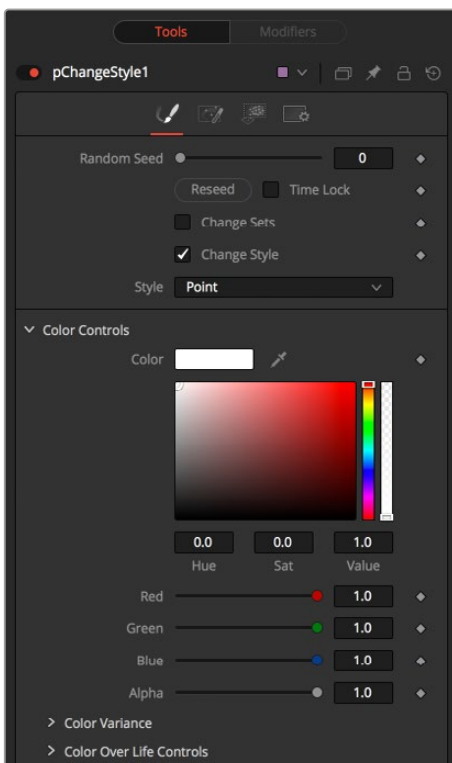 Tools Modifiers
pChangeStyle1
Random Seed 0
Reseed Time Lock
Change Sets
Change Style
Style Point
Color Controls
Color
0.0 0.0 1.0
Hue Sat Value
Red 1.0
Green 1.0
Blue 1.0
Alpha 1.0
Color Variance
Color Over Life Controls